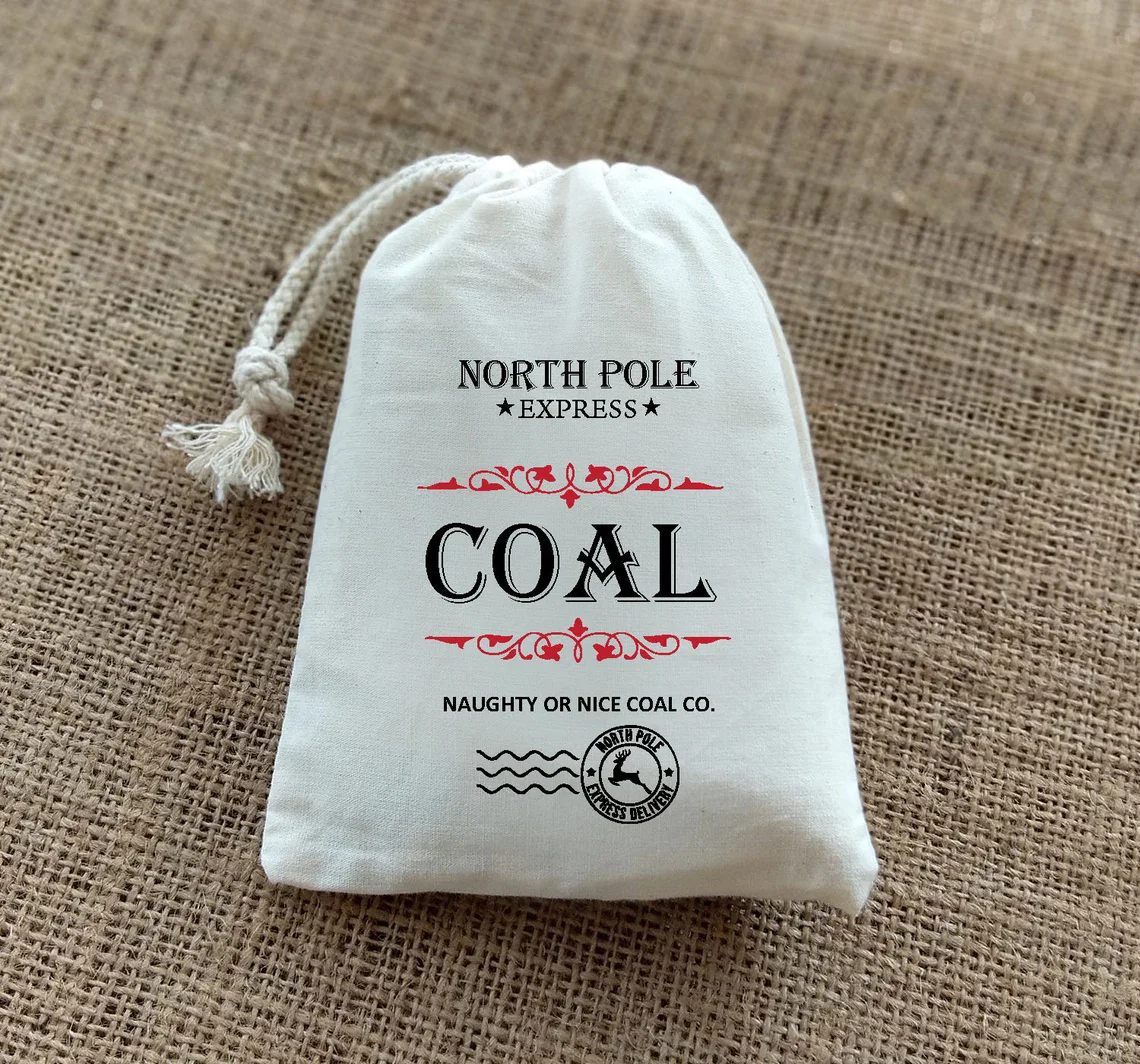 NORTH POLE
★EXPRESS★
COAL
NAUGHTY OR NICE COAL CO.
NORTH POLE
EXPRESS DELIVERY